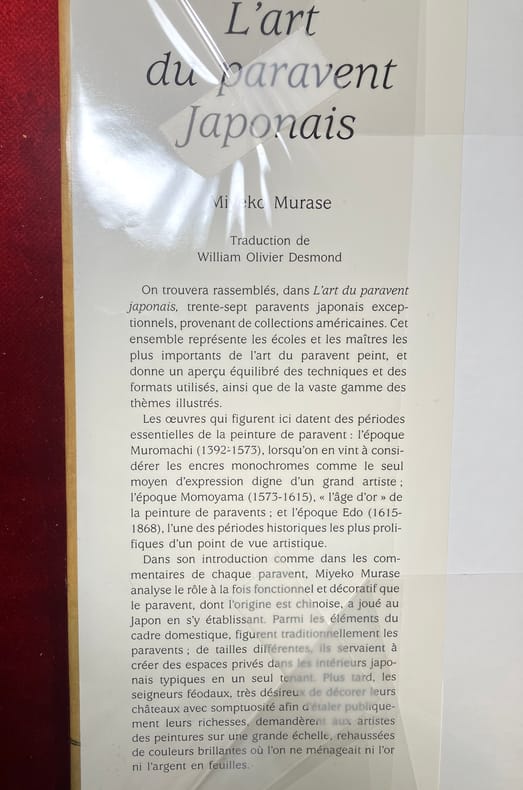 L'art
du paravent
Japonais
Miyeko Murase
Traduction de
William Olivier Desmond
On trouvera rassemblés, dans L'art du paravent
japonais, trente-sept paravents japonais excep-
tionnels, provenant de collections américaines. Cet
ensemble représente les écoles et les maîtres les
plus importants de l'art du paravent peint, et
donne un aperçu équilibré des techniques et des
formats utilisés, ainsi que de la vaste gamme des
thèmes illustrés.
Les œuvres qui figurent ici datent des périodes
essentielles de la peinture de paravent : l'époque
Muromachi (1392-1573), lorsqu'on en vint à consi-
dérer les encres monochromes comme le seul
moyen d'expression digne d'un grand artiste ;
l'époque Momoyama (1573-1615), « l'âge d'or » de
la peinture de paravents ; et l'époque Edo (1615-
1868), l'une des périodes historiques les plus proli-
fiques d'un point de vue artistique.
Dans son introduction comme dans les com-
mentaires de chaque paravent, Miyeko Murase
analyse le rôle à la fois fonctionnel et décoratif que
le paravent, dont l'origine est chinoise, a joué au
Japon en s'y établissant. Parmi les éléments du
cadre domestique, figurent traditionnellement les
paravents ; de tailles différentes, ils servaient à
créer des espaces privés dans les intérieurs japo-
nais typiques en un seul tenant. Plus tard, les
seigneurs féodaux, très désireux de décorer leurs
châteaux avec somptuosité afin d'étaler publique-
ment leurs richesses, demandèrent aux artistes
des peintures sur une grande échelle, rehaussées
de couleurs brillantes où l'on ne ménageait ni l'or
ni l'argent en feuilles.